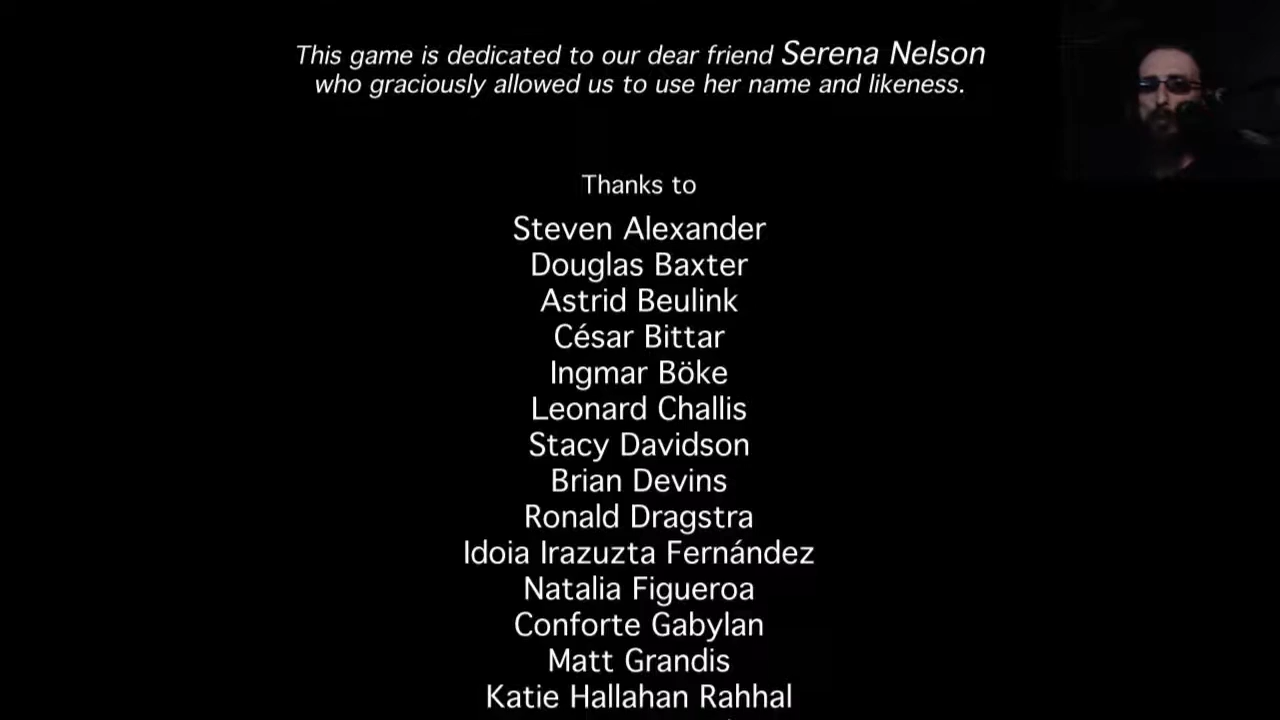 This game is dedicated to our dear friend Serena Nelson
who graciously allowed us to use her name and likeness.
Thanks to
Steven Alexander
Douglas Baxter
Astrid Beulink
César Bittar
Ingmar Böke
Leonard Challis
Stacy Davidson
Brian Devins
Ronald Dragstra
Idoia Irazuzta Fernández
Natalia Figueroa
Conforte Gabylan
Matt Grandis
Katie Hallahan Rahhal